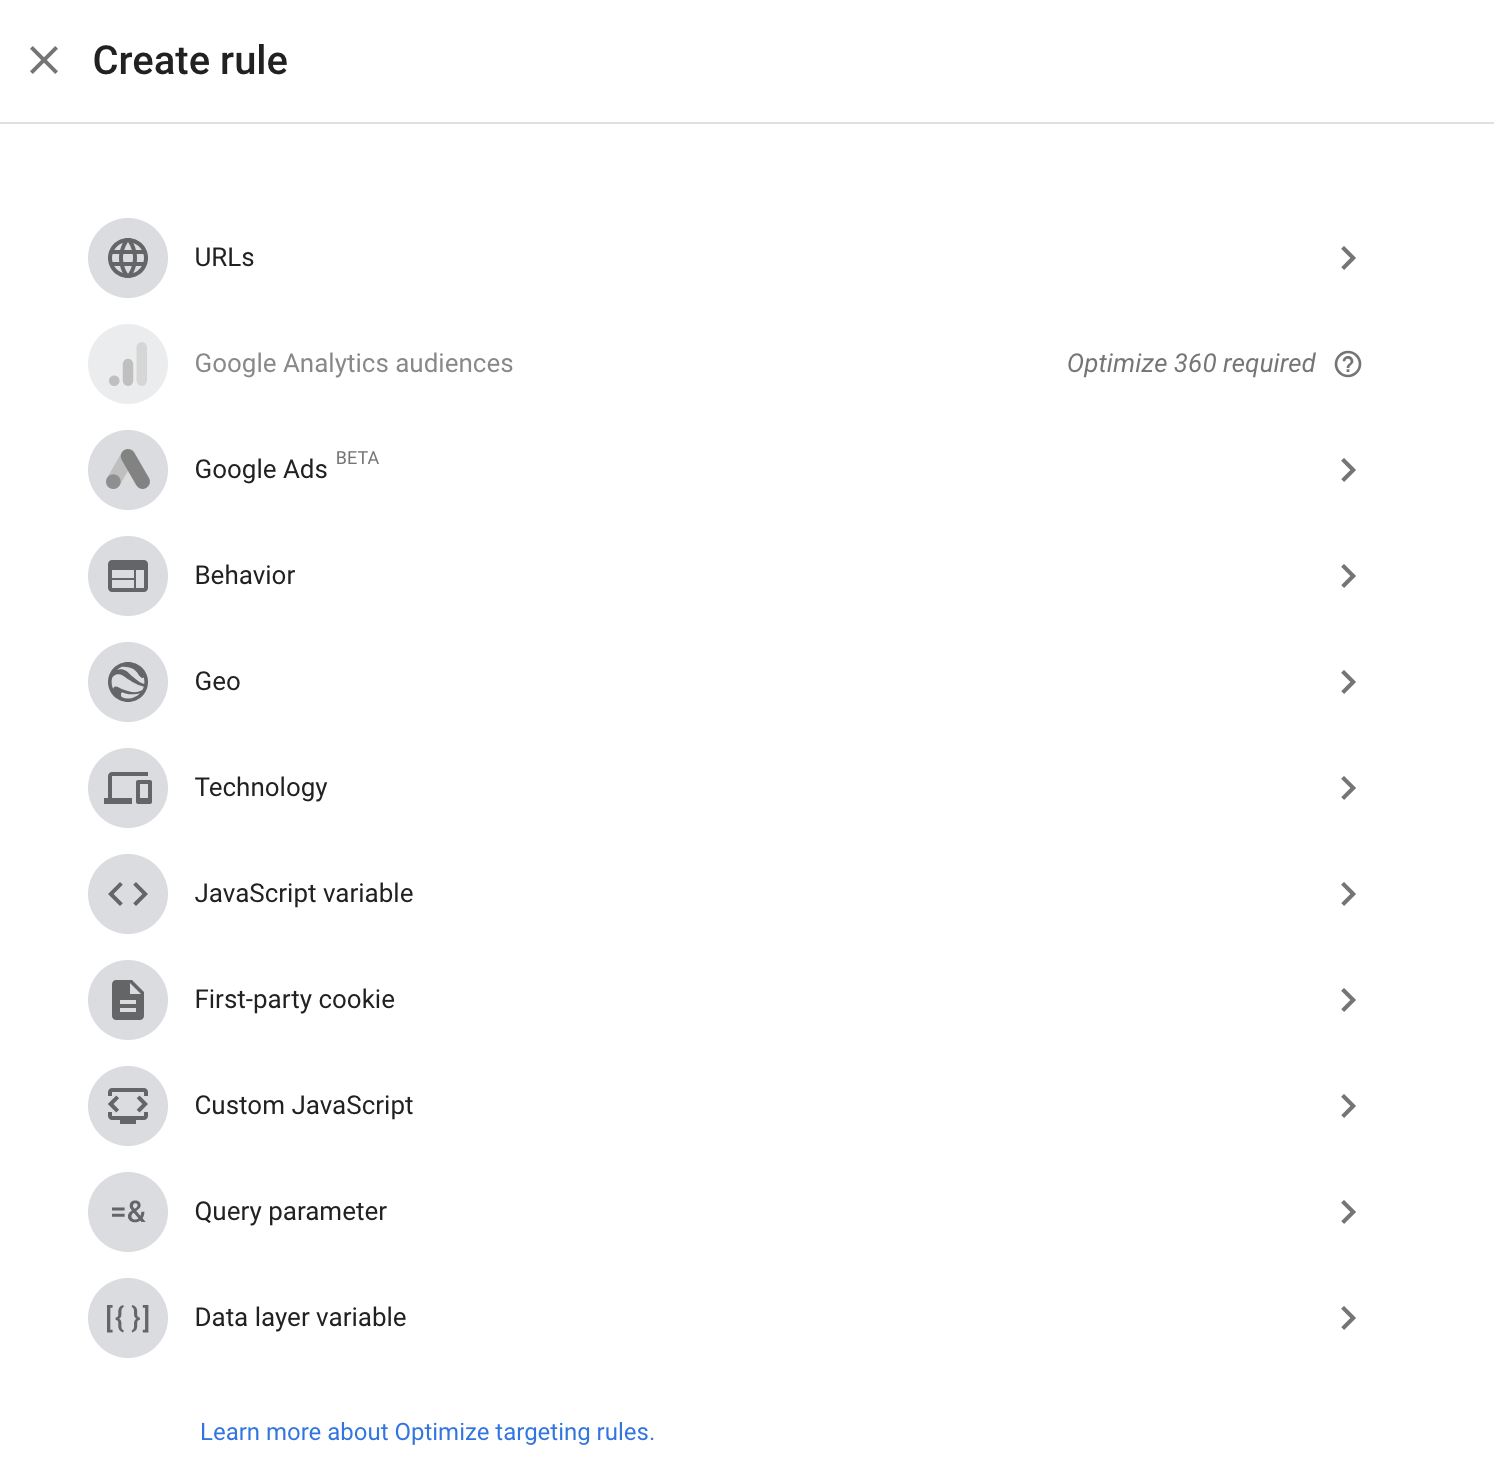 Create rule
URLs
Google Analytics audiences Optimize 360 required
Google Ads BETA
Behavior
Geo
Technology
JavaScript variable
First-party cookie
Custom JavaScript
=& Query parameter
[{ }] Data layer variable
Learn more about Optimize targeting rules.